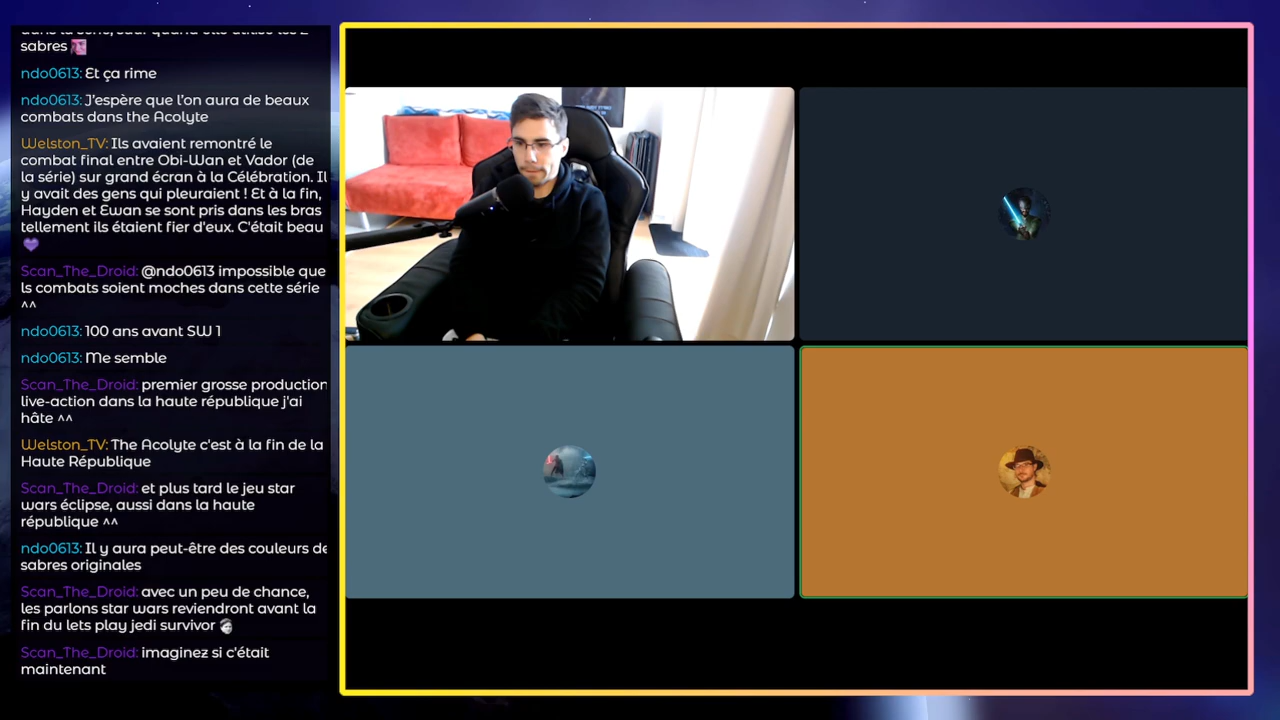 sabres
ndo0613: Et ça rime
ndo0613: J'espère que l'on aura de beaux
combats dans the Acolyte
Welston_TV: Ils avaient remontré le
combat final entre Obi-Wan et Vador (de
la série) sur grand écran à la Célébration. Il
y avait des gens qui pleuraient ! Et à la fin,
Hayden et Ewan se sont pris dans les bras
tellement ils étaient fier d'eux. C'était beau
Scan_The_Droid: @ndo0613 impossible que
ls combats soient moches dans cette série
^^
ndo0613: 100 ans avant SW 1
ndo0613: Me semble
Scan_The_Droid: premier grosse production
live-action dans la haute république j'ai
hâte ^^
Welston_TV: The Acolyte c'est à la fin de la
Haute République
Scan_The_Droid: et plus tard le jeu star
wars éclipse, aussi dans la haute
république ^^
ndo0613: Il y aura peut-être des couleurs de
sabres originales
Scan_The_Droid: avec un peu de chance,
les parlons star wars reviendront avant la
fin du lets play jedi survivor
Scan_The_Droid: imaginez si c'était
maintenant